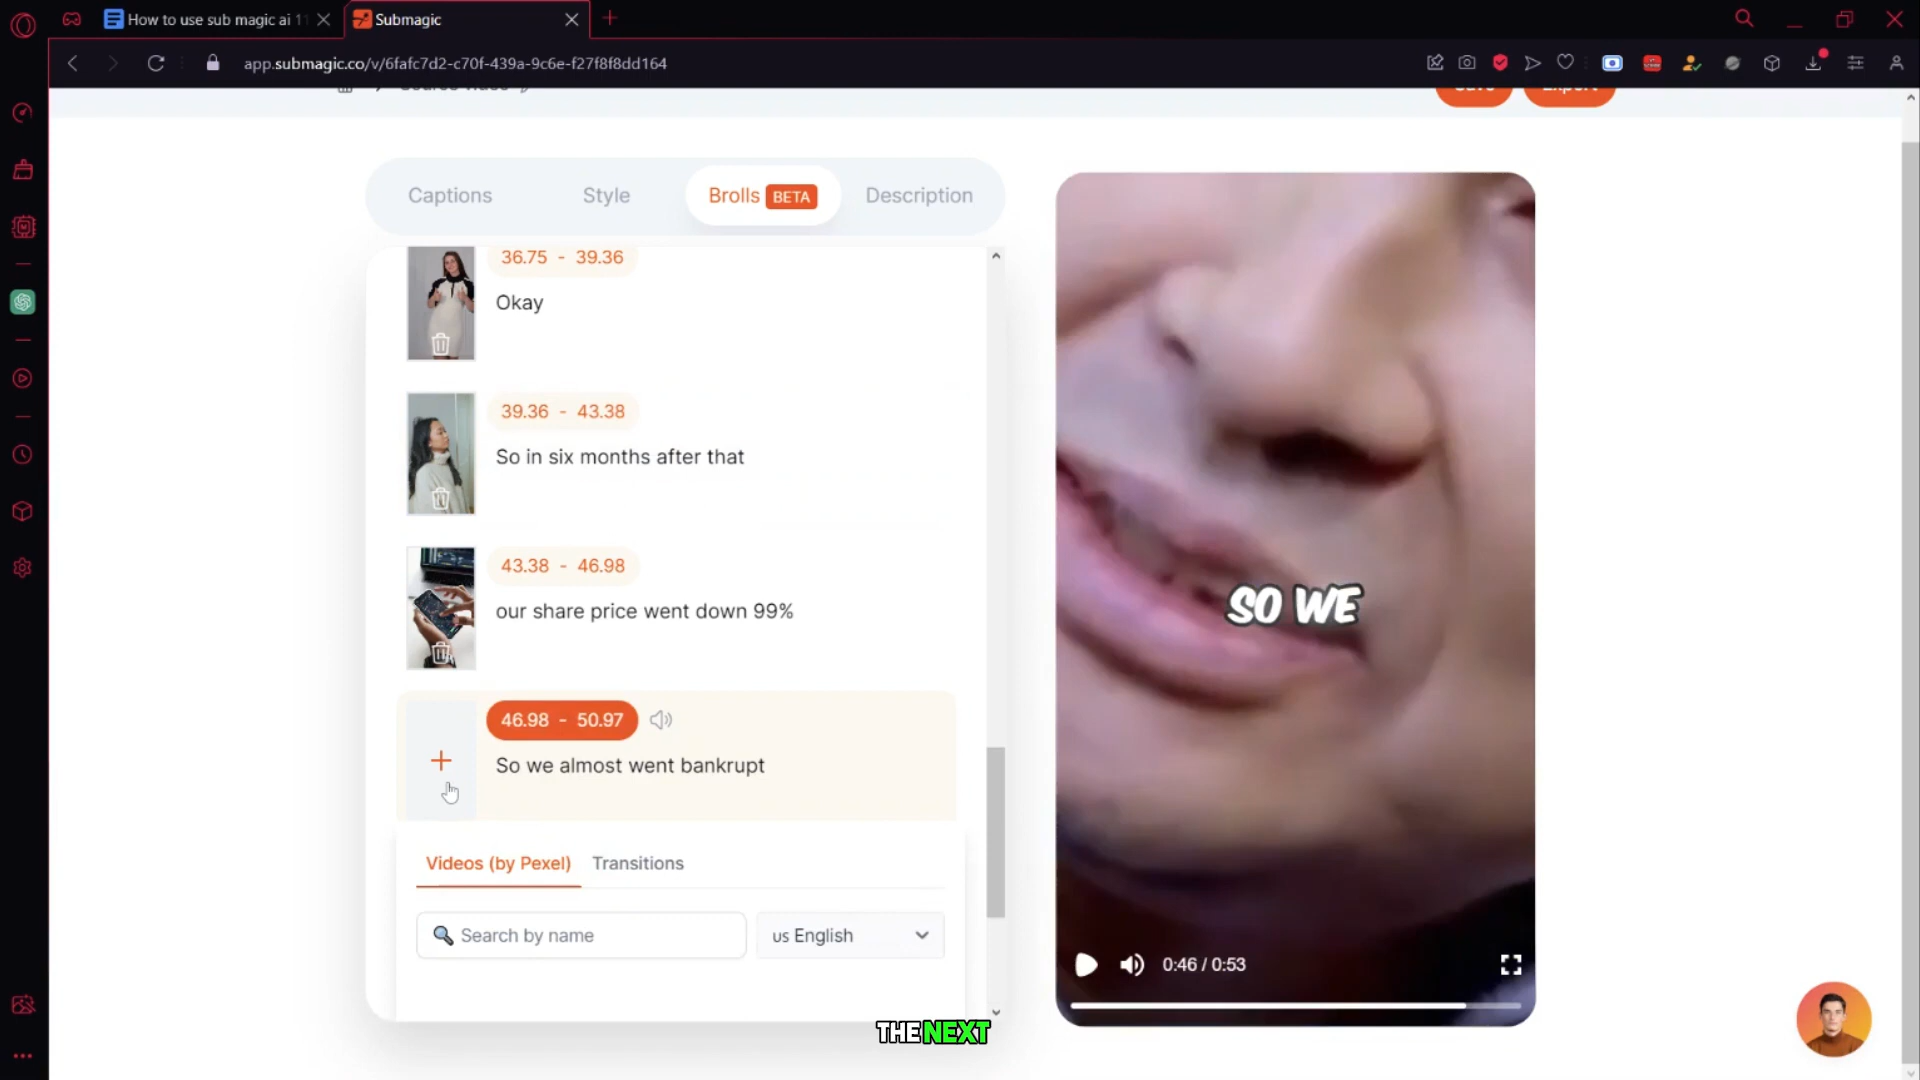 How to use sub magic ai 11
Submagic
app.submagic.co/v/6fafc7d2-c70f-439a-9c6e-f27f8f8dd164
Captions
Style
Brolls BETA
Description
36.75 - 39.36
Okay
39.36 - 43.38
So in six months after that
43.38 - 46.98
our share price went down 99%
46.98 - 50.97
So we almost went bankrupt
Videos (by Pexel)
Transitions
Search by name
us English
SO WE
0:46 / 0:53
THE NEXT